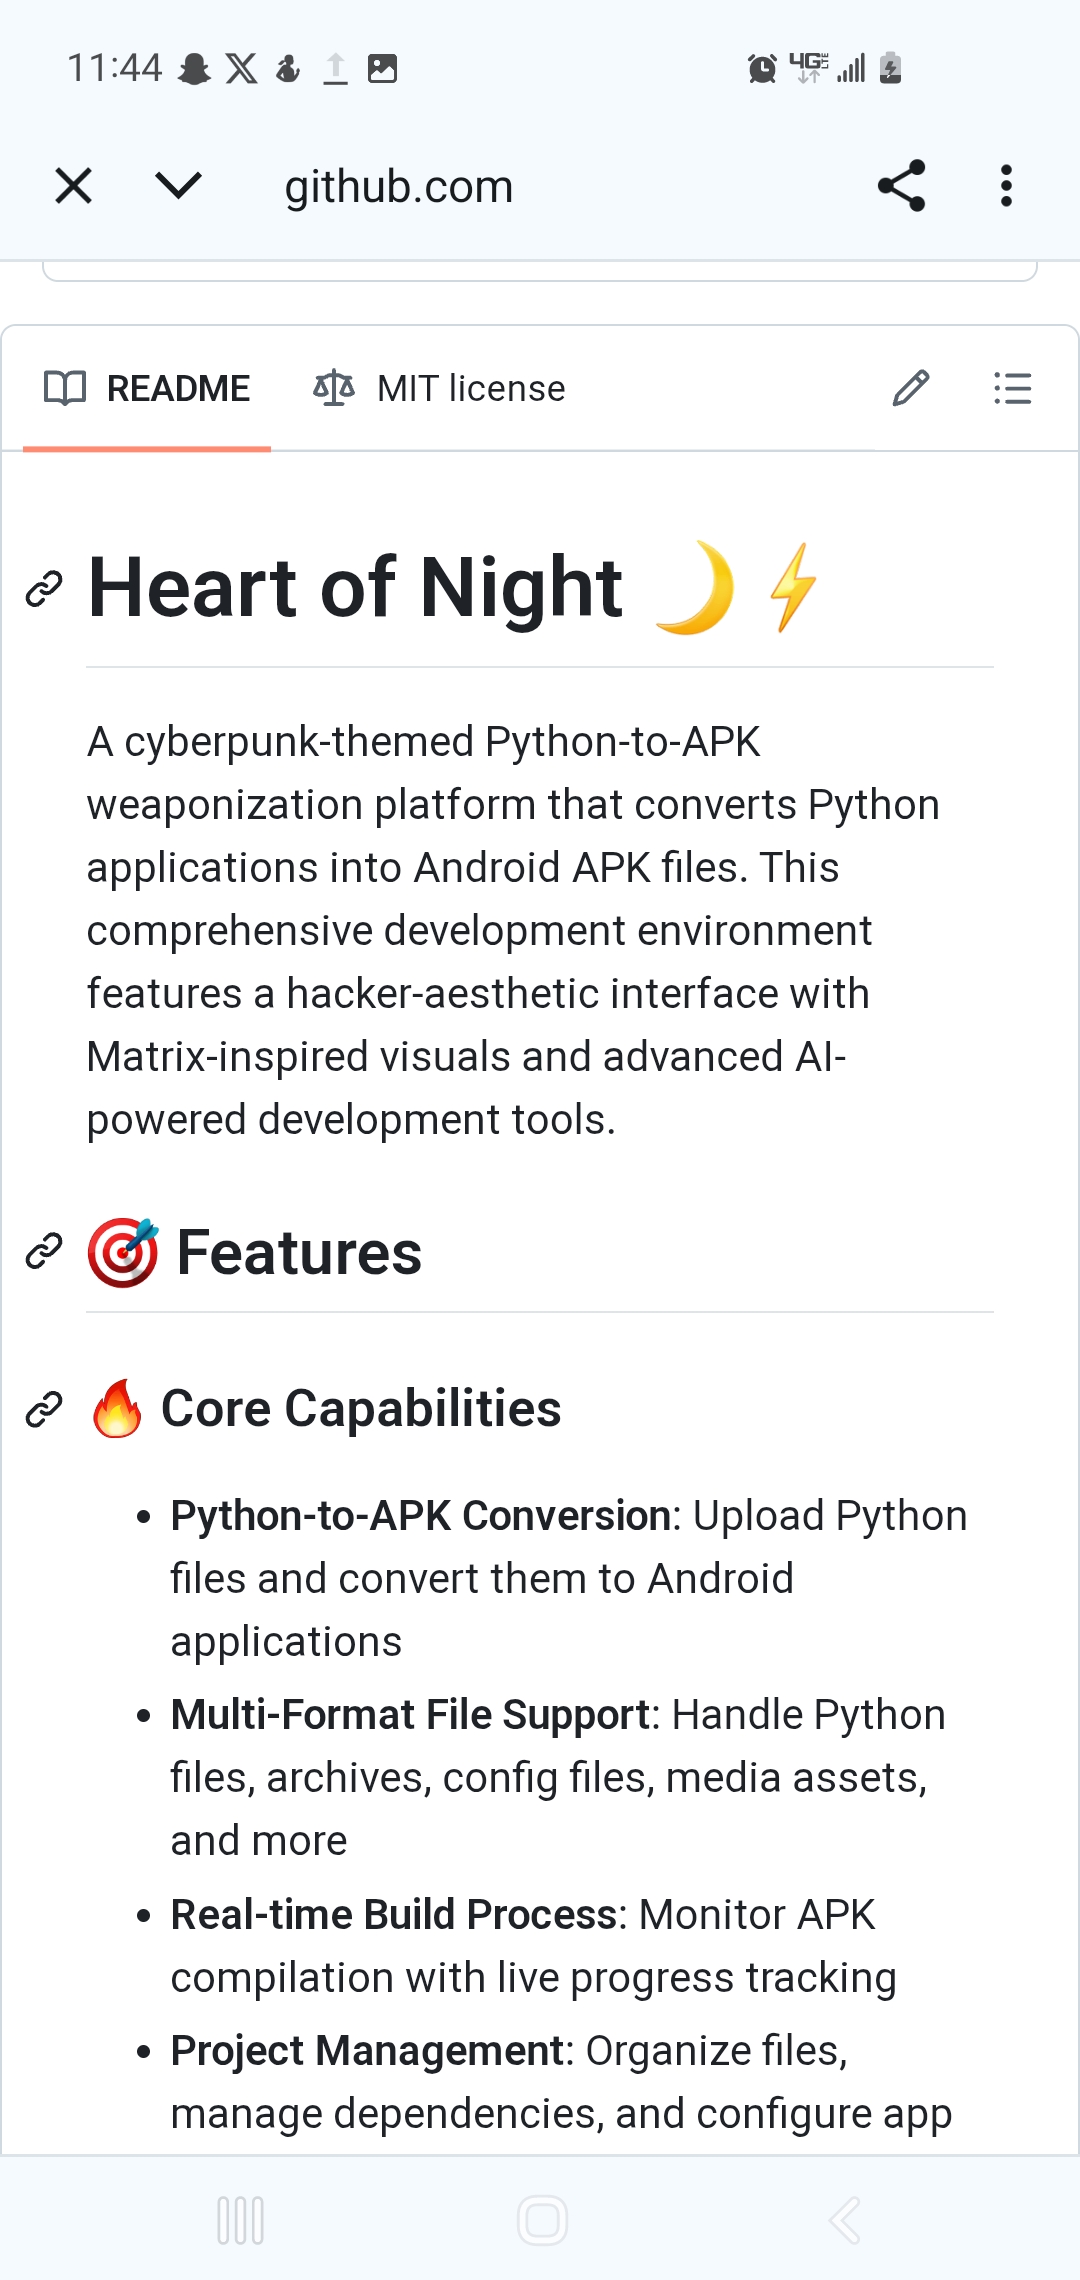 11:44
4G LTE
github.com
README
MIT license
Heart of Night 🌙⚡
A cyberpunk-themed Python-to-APK
weaponization platform that converts Python
applications into Android APK files. This
comprehensive development environment
features a hacker-aesthetic interface with
Matrix-inspired visuals and advanced AI-
powered development tools.
🎯 Features
🔥 Core Capabilities
• Python-to-APK Conversion: Upload Python
files and convert them to Android
applications
• Multi-Format File Support: Handle Python
files, archives, config files, media assets,
and more
• Real-time Build Process: Monitor APK
compilation with live progress tracking
• Project Management: Organize files,
manage dependencies, and configure app